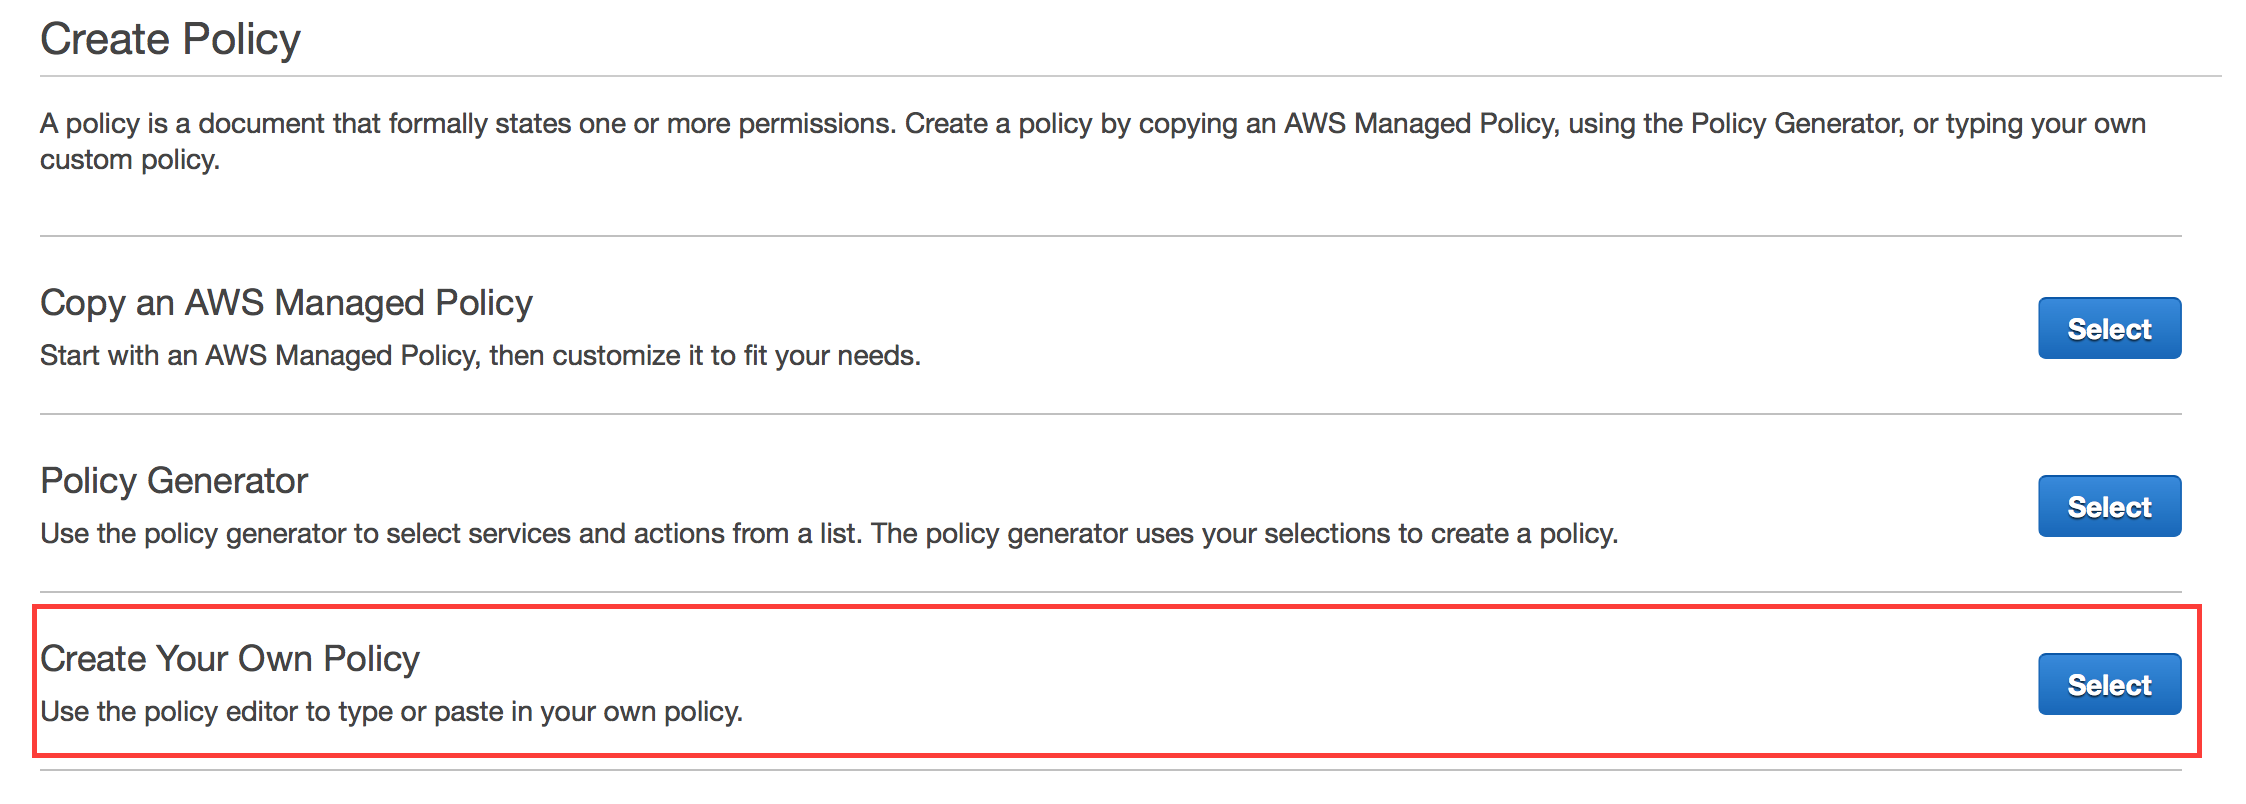 Create Policy
A policy is a document that formally states one or more permissions. Create a policy by copying an AWS Managed Policy, using the Policy Generator, or typing your own
custom policy.
Copy an AWS Managed Policy
Start with an AWS Managed Policy, then customize it to fit your needs.
Select
Policy Generator
Use the policy generator to select services and actions from a list. The policy generator uses your selections to create a policy.
Select
Create Your Own Policy
Use the policy editor to type or paste in your own policy.
Select